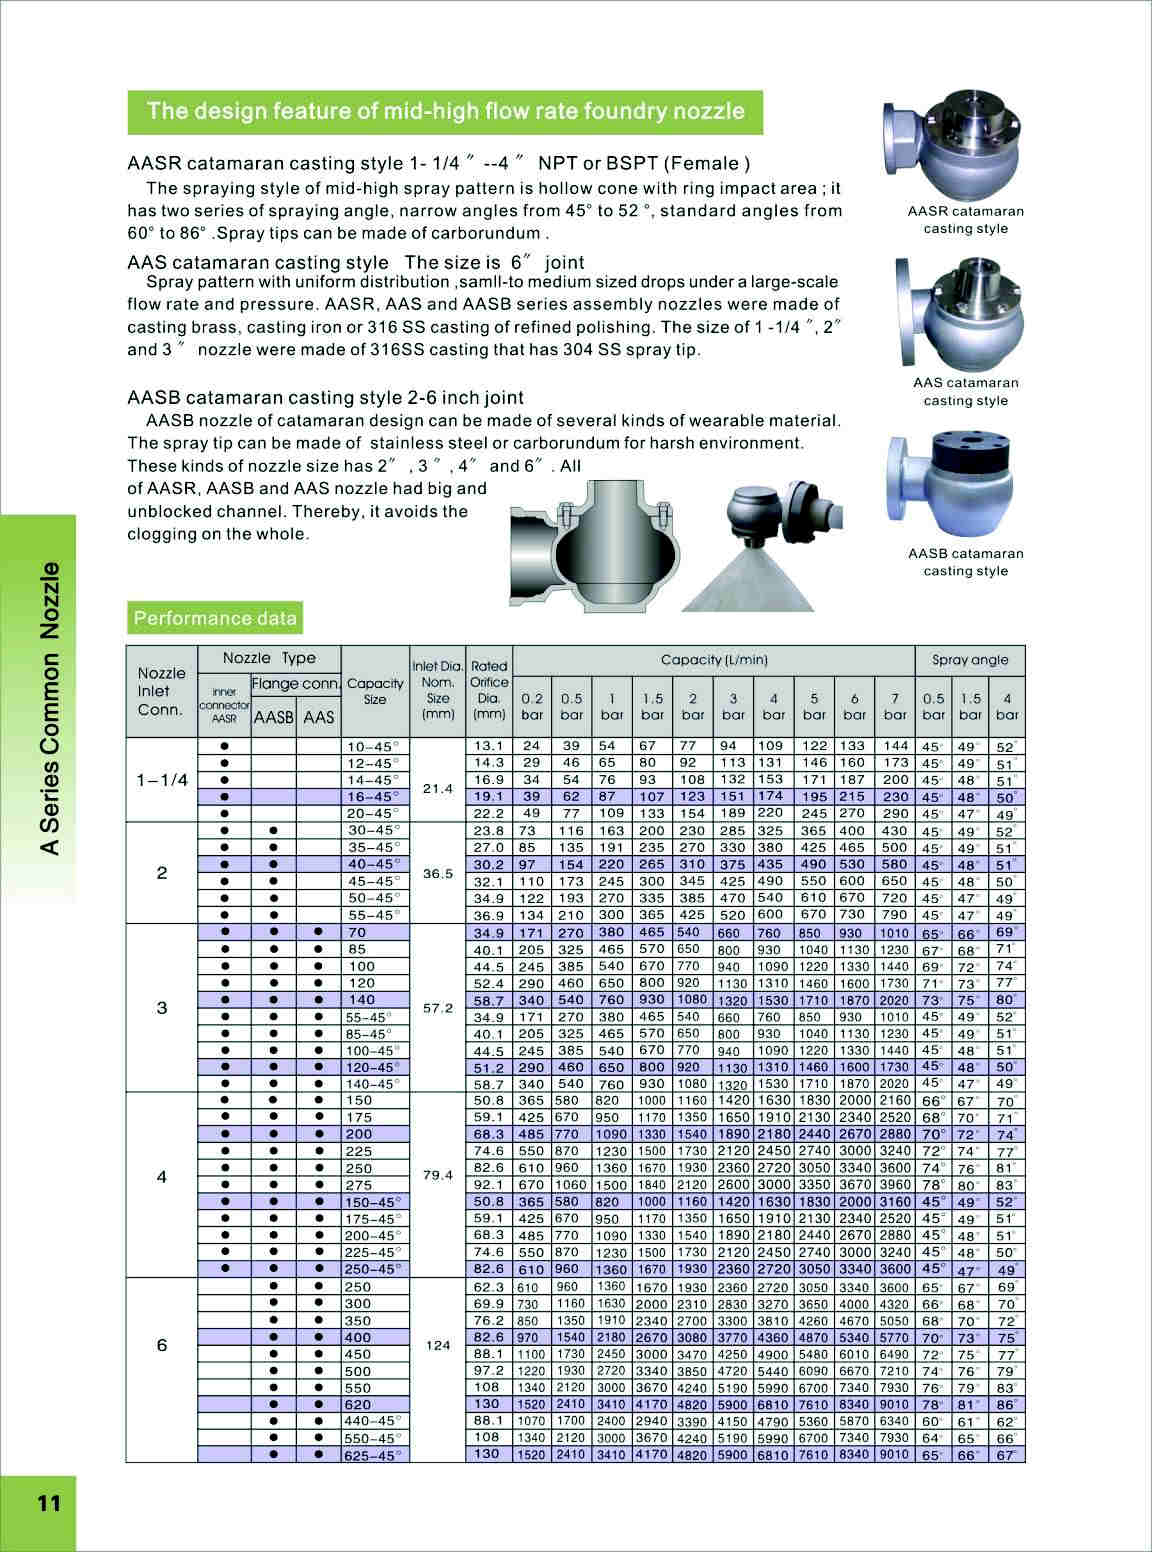 The design feature of mid-high flow rate foundry nozzle
AASR catamaran casting style 1- 1/4 ″ --4 ″ NPT or BSPT (Female )
The spraying style of mid-high spray pattern is hollow cone with ring impact area ; it
has two series of spraying angle, narrow angles from 45° to 52 °, standard angles from
60° to 86° .Spray tips can be made of carborundum .
AAS catamaran casting style The size is 6″ joint
Spray pattern with uniform distribution ,samll-to medium sized drops under a large-scale
flow rate and pressure. AASR, AAS and AASB series assembly nozzles were made of
casting brass, casting iron or 316 SS casting of refined polishing. The size of 1 -1/4 ″, 2″
and 3 ″ nozzle were made of 316SS casting that has 304 SS spray tip.
AASB catamaran casting style 2-6 inch joint
AASB nozzle of catamaran design can be made of several kinds of wearable material.
The spray tip can be made of stainless steel or carborundum for harsh environment.
These kinds of nozzle size has 2″ , 3 ″ , 4″ and 6″ . All
of AASR, AASB and AAS nozzle had big and
unblocked channel. Thereby, it avoids the
clogging on the whole.
AASR catamaran
casting style
AAS catamaran
casting style
AASB catamaran
casting style
A Series Common Nozzle
Performance data
Nozzle Inlet Conn. Nozzle Type Capacity Size Inlet Dia. Nom. Size (mm) Rated Orifice Dia. (mm) Capacity (L/min) Spray angle
inner connector AASR Flange conn. AASB AAS 0.2 bar 0.5 bar 1 bar 1.5 bar 2 bar 3 bar 4 bar 5 bar 6 bar 7 bar 0.5 bar 1.5 bar 4 bar
1-1/4 ● 10-45° 21.4 13.1 24 39 54 67 77 94 109 122 133 144 45° 49° 52°
● 12-45° 14.3 29 46 65 80 92 113 131 146 160 173 45° 49° 51°
● 14-45° 16.9 34 54 76 93 108 132 153 171 187 200 45° 48° 51°
● 16-45° 19.1 39 62 87 107 123 151 174 195 215 230 45° 48° 50°
● 20-45° 22.2 49 77 109 133 154 189 220 245 270 290 45° 47° 49°
2 ● ● 30-45° 36.5 23.8 73 116 163 200 230 285 325 365 400 430 45° 49° 52°
● ● 35-45° 27.0 85 135 191 235 270 330 380 425 465 500 45° 49° 51°
● ● 40-45° 30.2 97 154 220 265 310 375 435 490 530 580 45° 48° 51°
● ● 45-45° 32.1 110 173 245 300 345 425 490 550 600 650 45° 48° 50°
● ● 50-45° 34.9 122 193 270 335 385 470 540 610 670 720 45° 47° 49°
● ● 55-45° 36.9 134 210 300 365 425 520 600 670 730 790 45° 47° 49°
3 ● ● ● 70 57.2 34.9 171 270 380 465 540 660 760 850 930 1010 65° 66° 69°
● ● ● 85 40.1 205 325 465 570 650 800 930 1040 1130 1230 67° 68° 71°
● ● ● 100 44.5 245 385 540 670 770 940 1090 1220 1330 1440 69° 72° 74°
● ● ● 120 52.4 290 460 650 800 920 1130 1310 1460 1600 1730 71° 73° 77°
● ● ● 140 58.7 340 540 760 930 1080 1320 1530 1710 1870 2020 73° 75° 80°
● ● ● 55-45° 34.9 171 270 380 465 540 660 760 850 930 1010 45° 49° 52°
● ● ● 85-45° 40.1 205 325 465 570 650 800 930 1040 1130 1230 45° 49° 51°
● ● ● 100-45° 44.5 245 385 540 670 770 940 1090 1220 1330 1440 45° 48° 51°
● ● ● 120-45° 51.2 290 460 650 800 920 1130 1310 1460 1600 1730 45° 48° 50°
● ● ● 140-45° 58.7 340 540 760 930 1080 1320 1530 1710 1870 2020 45° 47° 49°
4 ● ● ● 150 79.4 50.8 365 580 820 1000 1160 1420 1630 1830 2000 2160 66° 67° 70°
● ● ● 175 59.1 425 670 950 1170 1350 1650 1910 2130 2340 2520 68° 70° 71°
● ● ● 200 68.3 485 770 1090 1330 1540 1890 2180 2440 2670 2880 70° 72° 74°
● ● ● 225 74.6 550 870 1230 1500 1730 2120 2450 2740 3000 3240 72° 74° 77°
● ● ● 250 82.6 610 960 1360 1670 1930 2360 2720 3050 3340 3600 74° 76° 81°
● ● ● 275 92.1 670 1060 1500 1840 2120 2600 3000 3350 3670 3960 78° 80° 83°
● ● ● 150-45° 50.8 365 580 820 1000 1160 1420 1630 1830 2000 3160 45° 49° 52°
● ● ● 175-45° 59.1 425 670 950 1170 1350 1650 1910 2130 2340 2520 45° 49° 51°
● ● ● 200-45° 68.3 485 770 1090 1330 1540 1890 2180 2440 2670 2880 45° 48° 51°
● ● ● 225-45° 74.6 550 870 1230 1500 1730 2120 2450 2740 3000 3240 45° 48° 50°
● ● ● 250-45° 82.6 610 960 1360 1670 1930 2360 2720 3050 3340 3600 45° 47° 49°
6 ● ● 250 124 62.3 610 960 1360 1670 1930 2360 2720 3050 3340 3600 65° 67° 69°
● ● 300 69.9 730 1160 1630 2000 2310 2830 3270 3650 4000 4320 66° 68° 70°
● ● 350 76.2 850 1350 1910 2340 2700 3300 3810 4260 4670 5050 68° 70° 72°
● ● 400 82.6 970 1540 2180 2670 3080 3770 4360 4870 5340 5770 70° 73° 75°
● ● 450 88.1 1100 1730 2450 3000 3470 4250 4900 5480 6010 6490 72° 75° 77°
● ● 500 97.2 1220 1930 2720 3340 3850 4720 5440 6090 6670 7210 74° 76° 79°
● ● 550 108 1340 2120 3000 3670 4240 5190 5990 6700 7340 7930 76° 79° 83°
● ● 620 130 1520 2410 3410 4170 4820 5900 6810 7610 8340 9010 78° 81° 86°
● ● 440-45° 88.1 1070 1700 2400 2940 3390 4150 4790 5360 5870 6340 60° 61° 62°
● ● 550-45° 108 1340 2120 3000 3670 4240 5190 5990 6700 7340 7930 64° 65° 66°
● ● 625-45° 130 1520 2410 3410 4170 4820 5900 6810 7610 8340 9010 65° 66° 67°
11